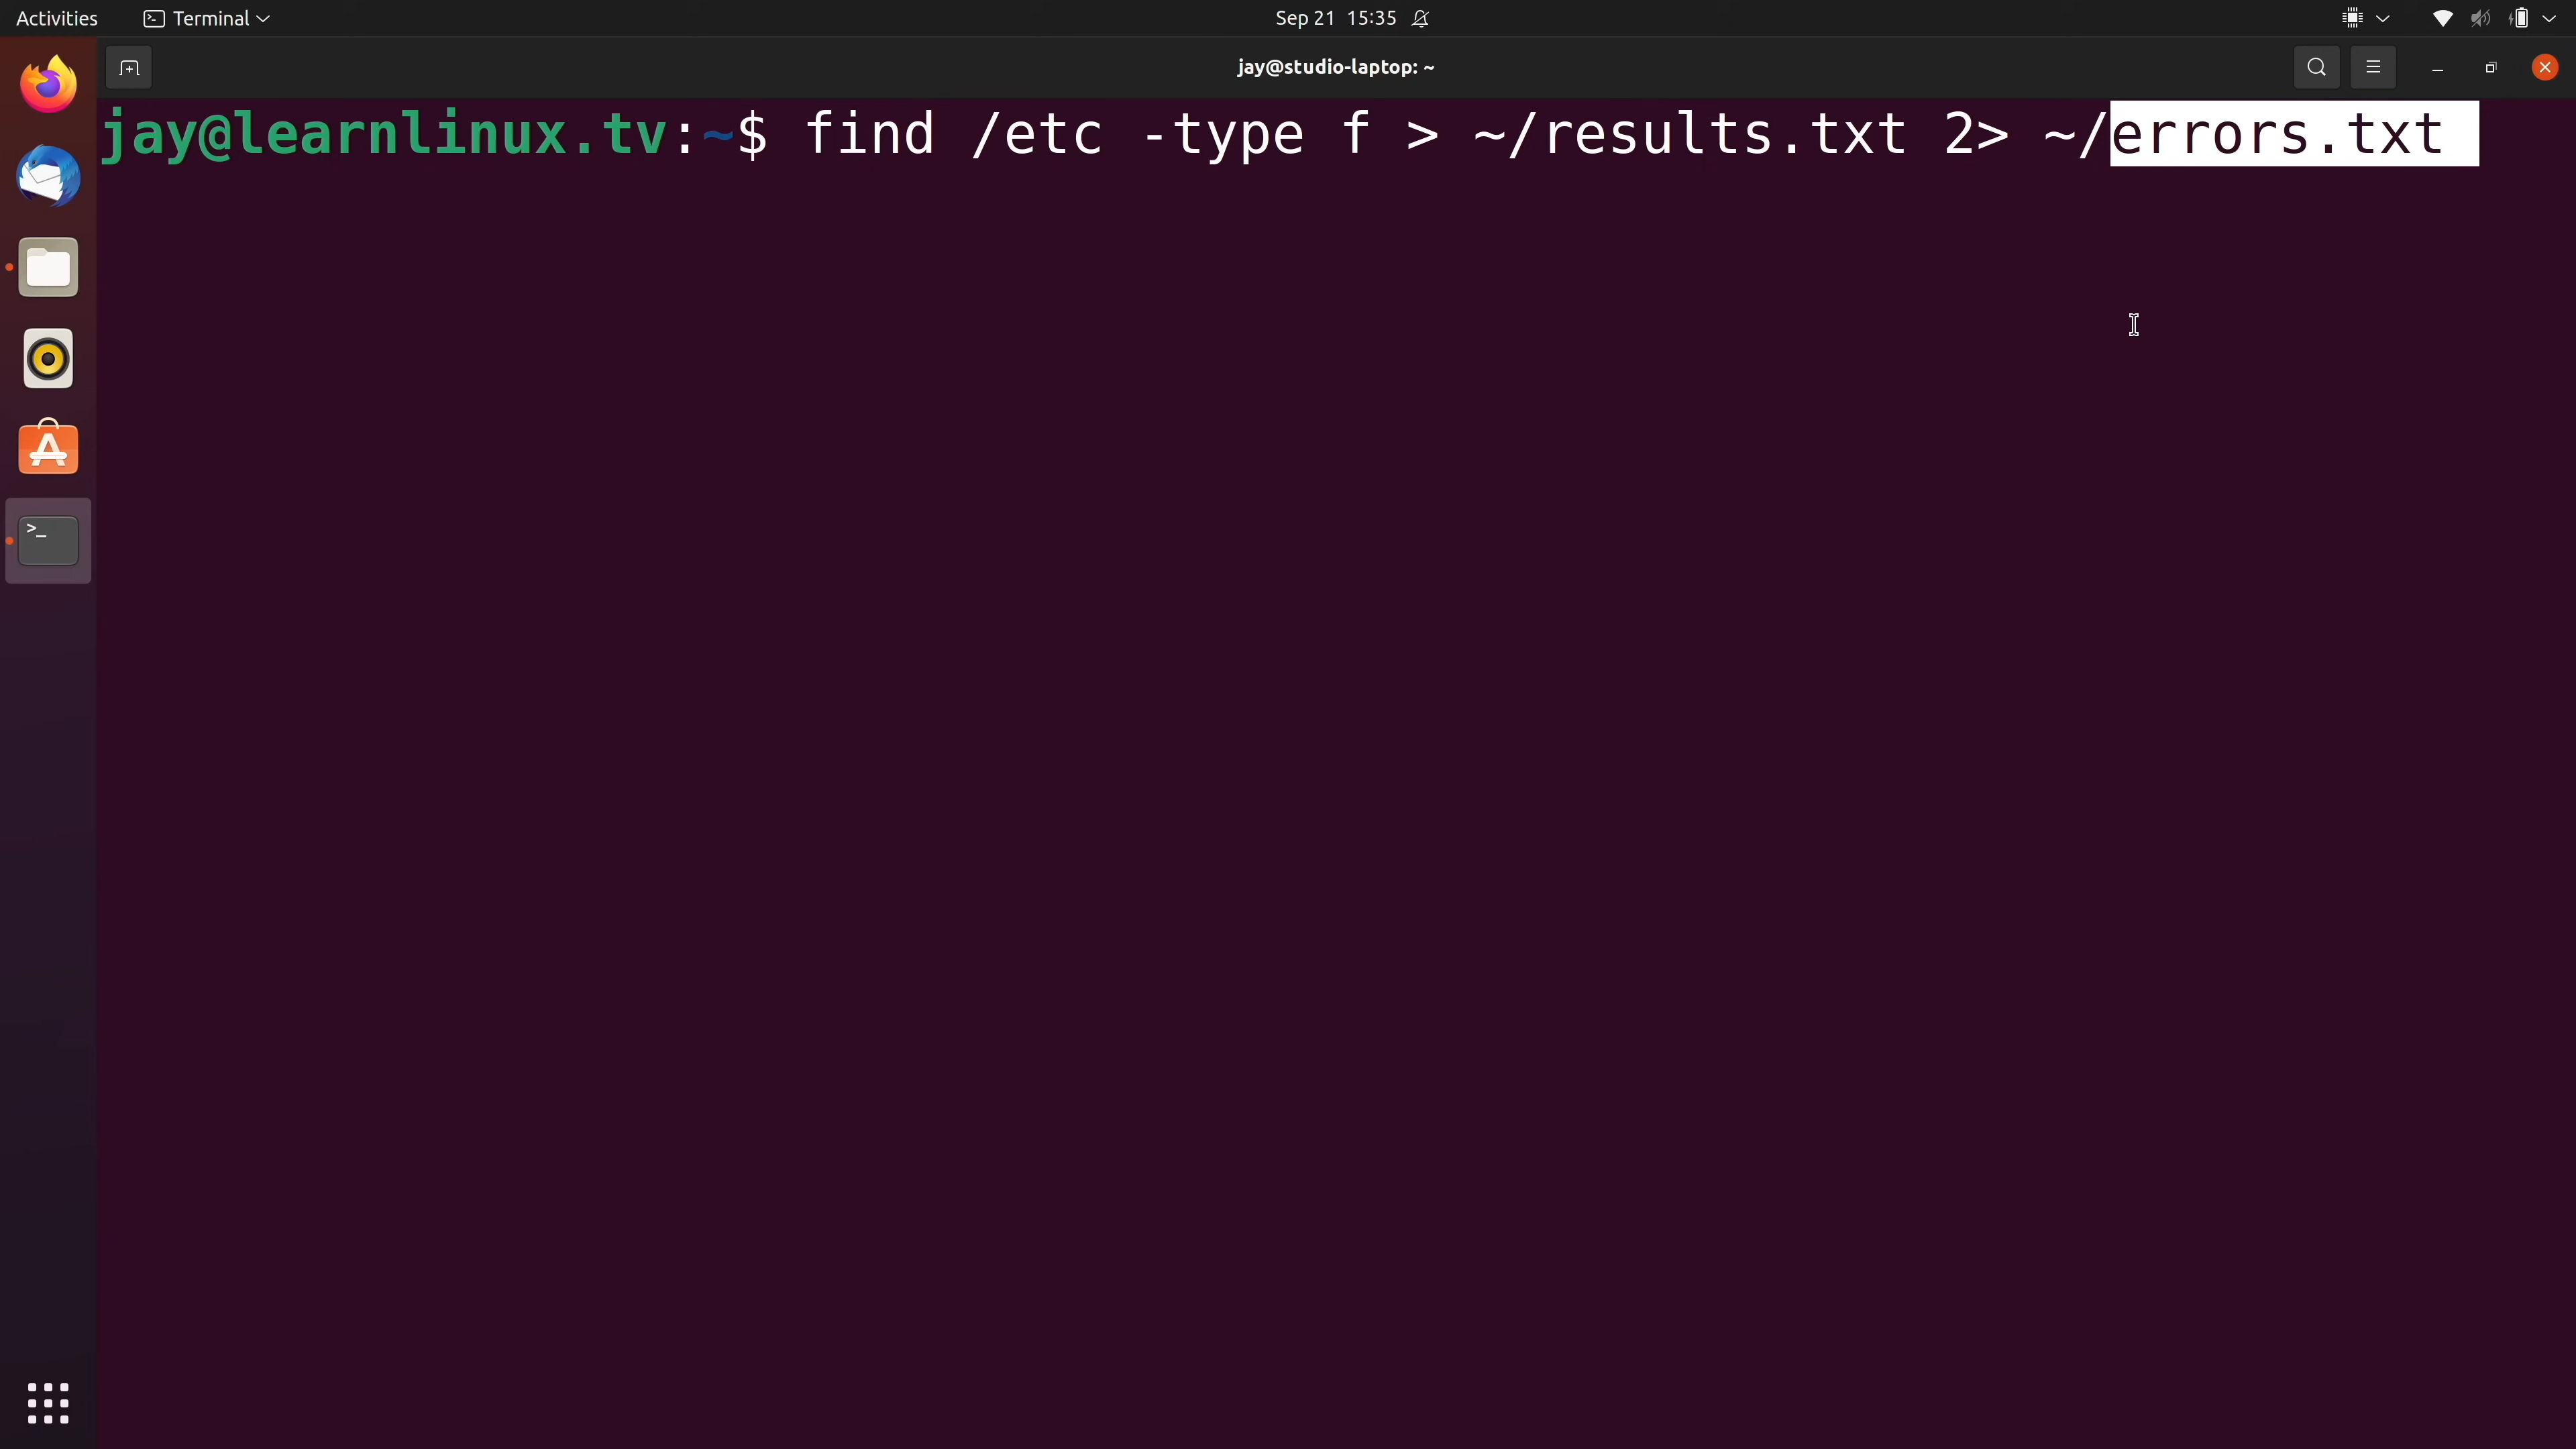 Activities Terminal Sep 21 15:35
jay@studio-laptop: ~
jay@learnlinux.tv:~$ find /etc -type f > ~/results.txt 2> ~/errors.txt